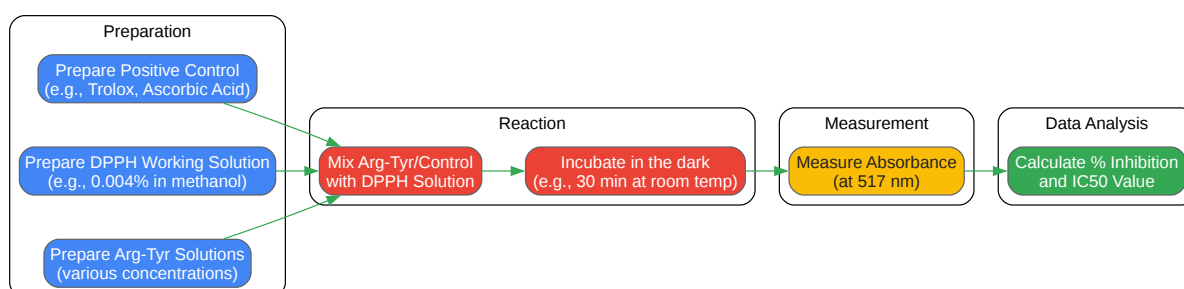 Preparation
Prepare Positive Control
(e.g., Trolox, Ascorbic Acid)
Prepare DPPH Working Solution
(e.g., 0.004% in methanol)
Prepare Arg-Tyr Solutions
(various concentrations)
Reaction
Mix Arg-Tyr/Control
with DPPH Solution
Incubate in the dark
(e.g., 30 min at room temp)
Measurement
Measure Absorbance
(at 517 nm)
Data Analysis
Calculate % Inhibition
and IC50 Value